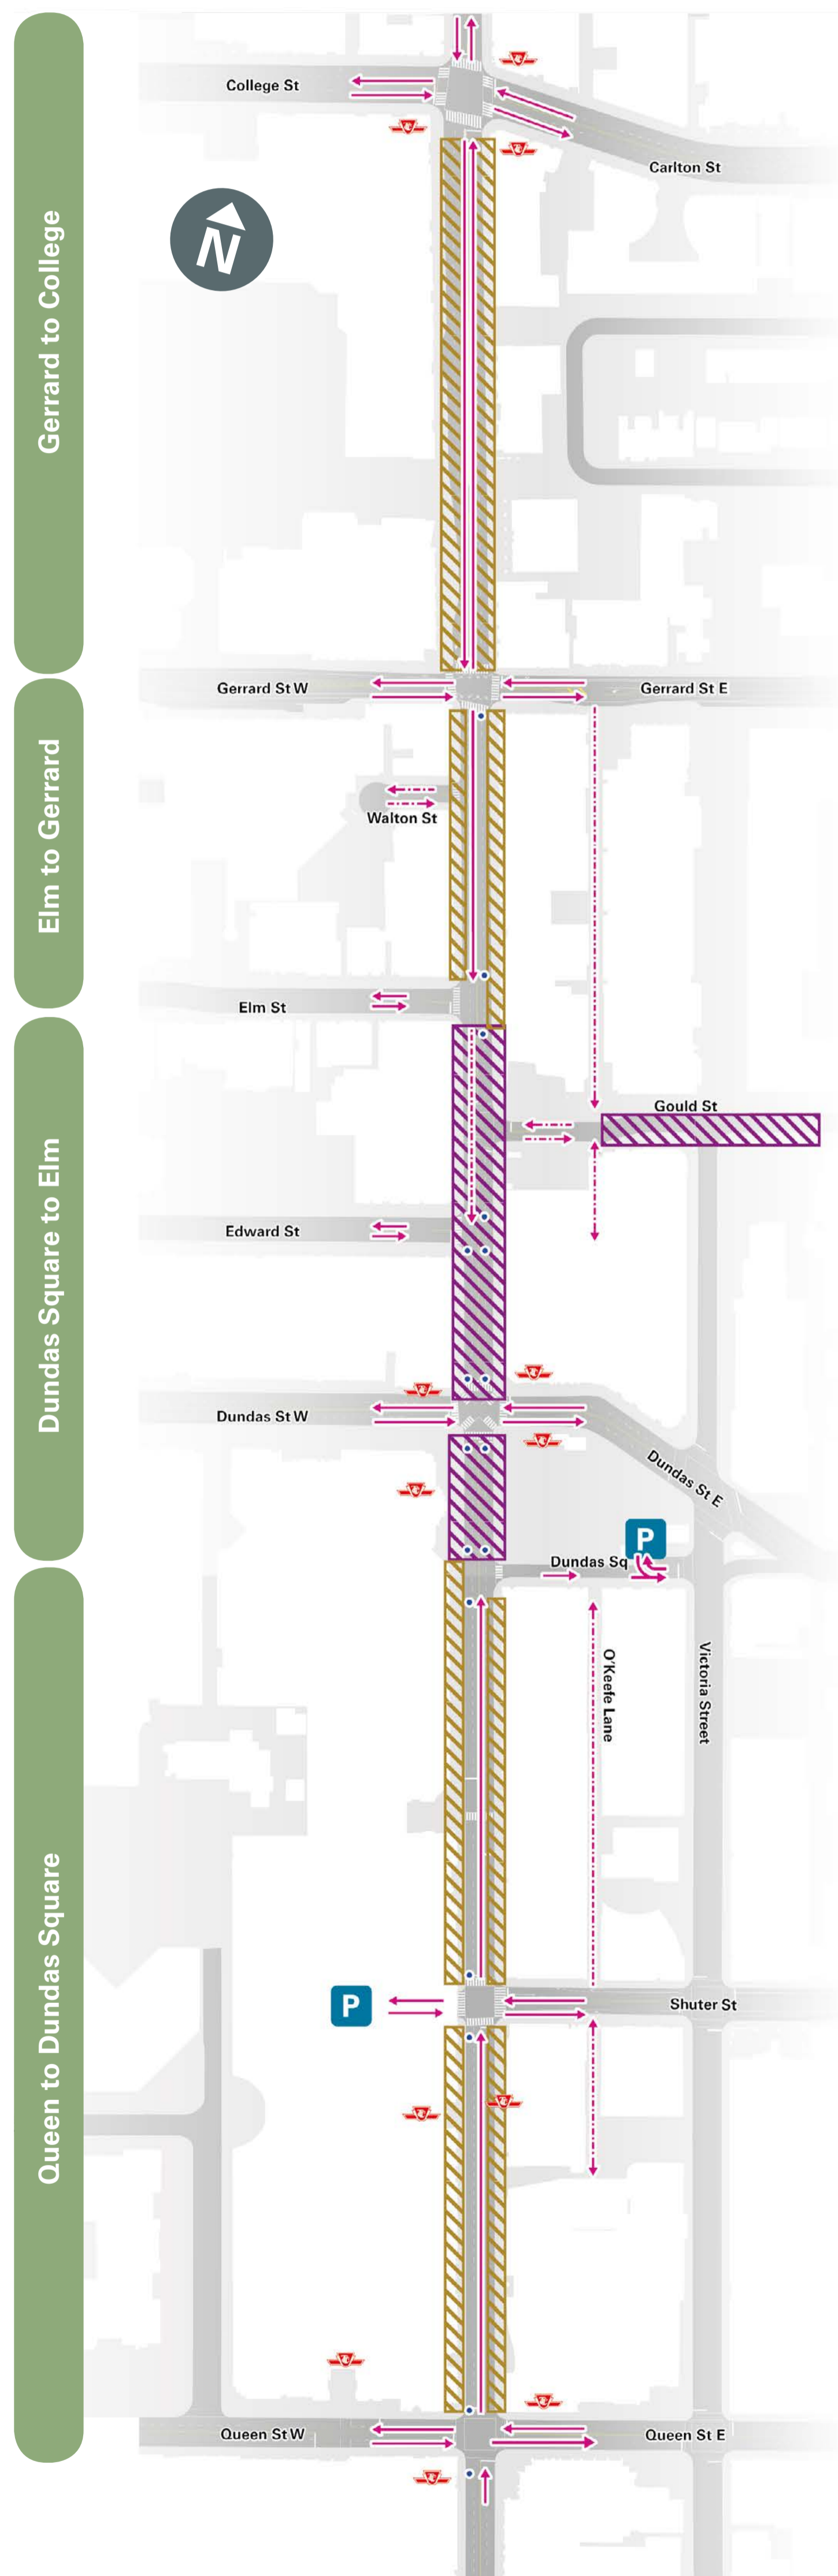 College St
Carlton St
N
Gerrard to College
Gerrard St W
Gerrard St E
Walton St
Elm to Gerrard
Elm St
Gould St
Edward St
Dundas Square to Elm
Dundas St W
Dundas St E
P
Dundas Sq
O'Keefe Lane
Victoria Street
P
Shuter St
Queen to Dundas Square
Queen St W
Queen St E